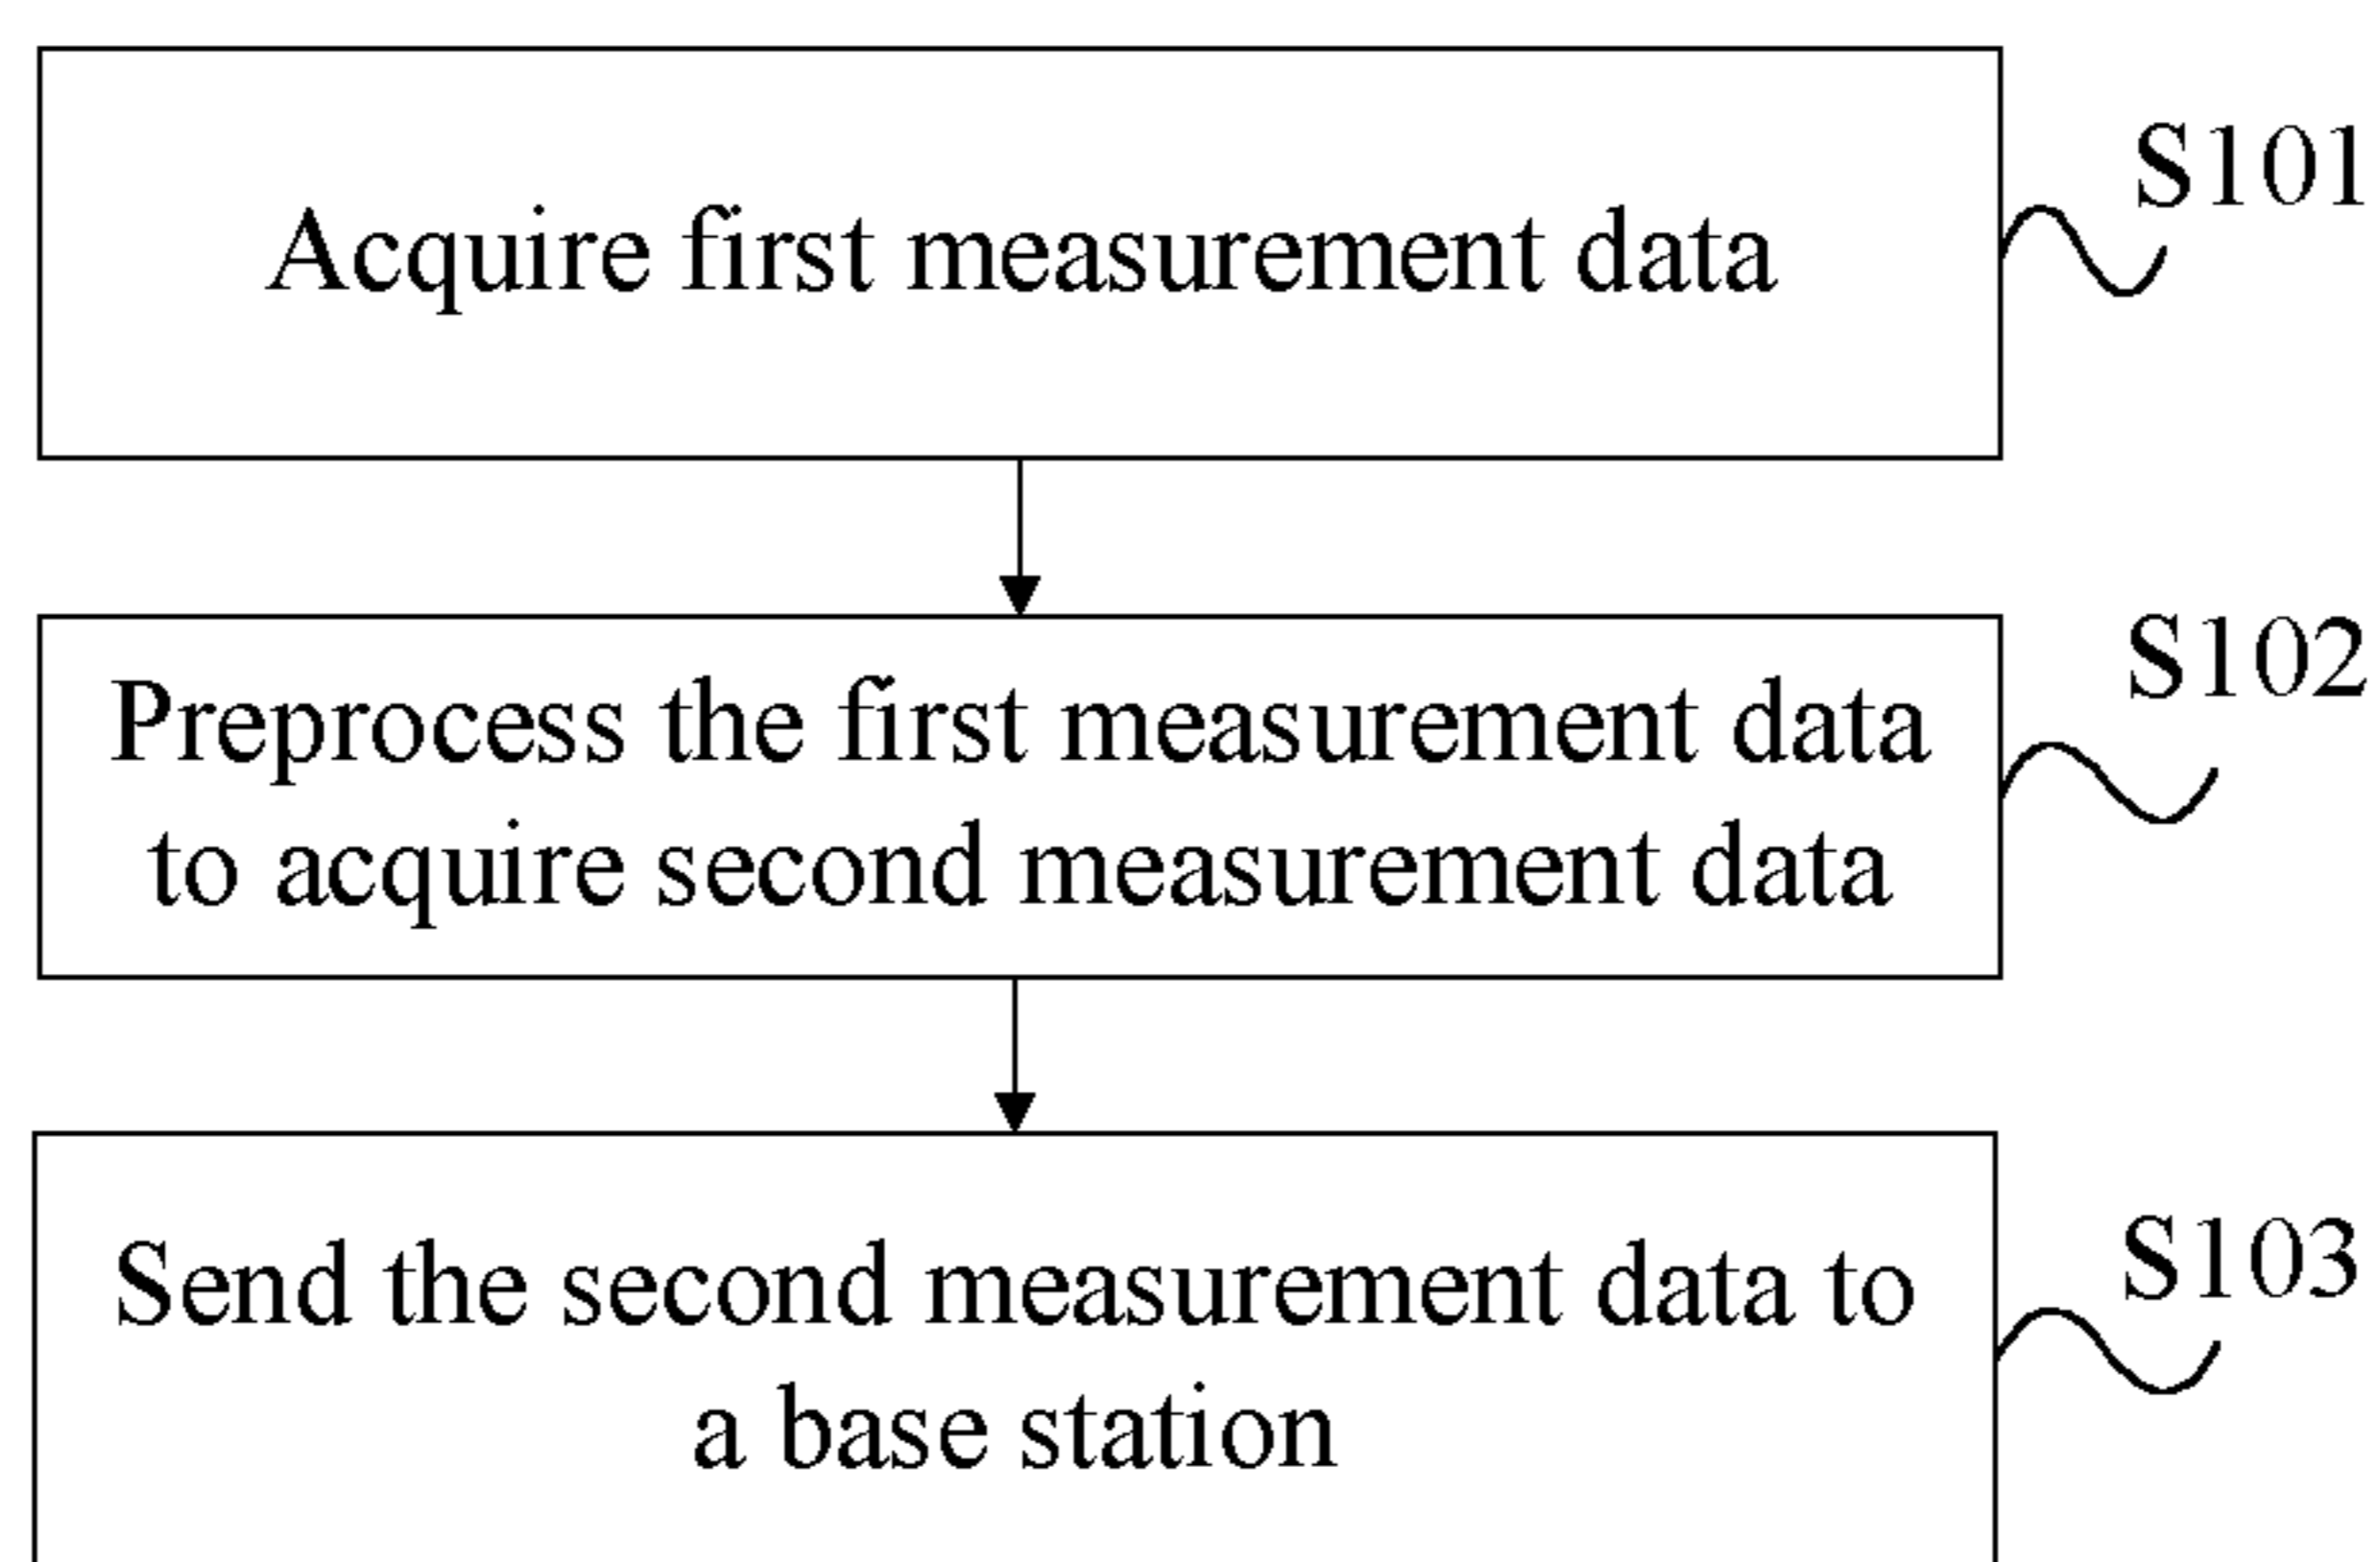 S101
Acquire first measurement data
S102
Preprocess the first measurement data
to acquire second measurement data
S103
Send the second measurement data to
a base station